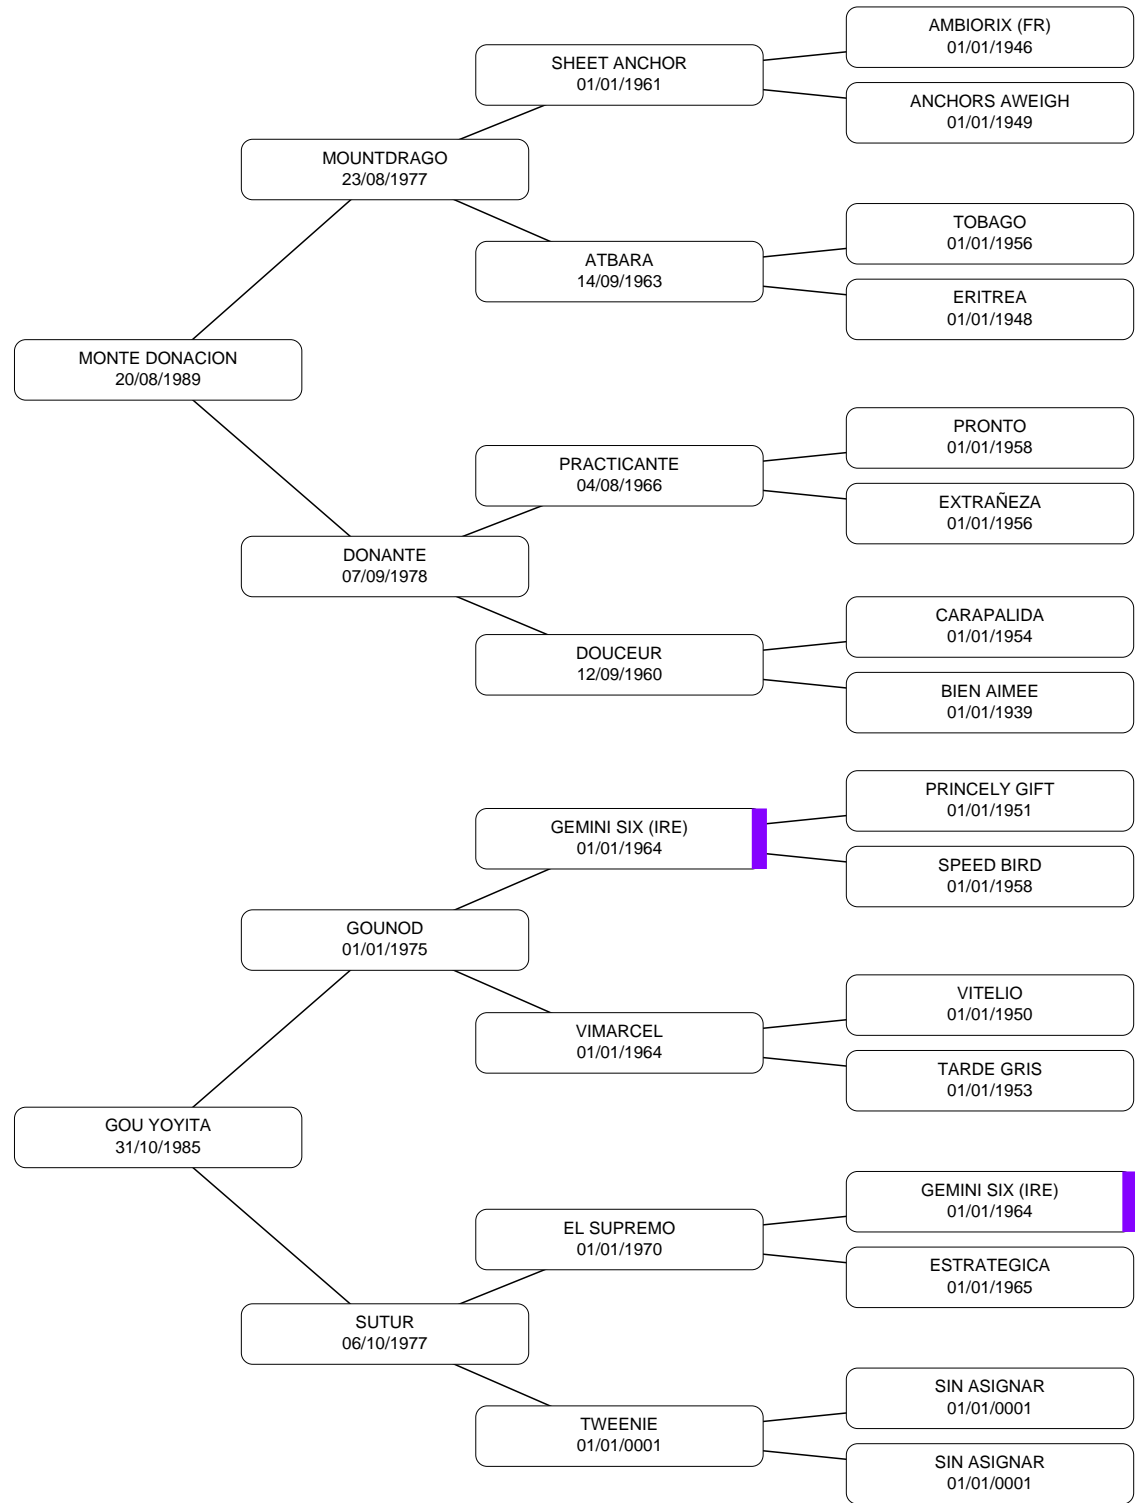 AMBIORIX (FR)
01/01/1946
SHEET ANCHOR
01/01/1961
ANCHORS AWEIGH
01/01/1949
MOUNTDRAGO
23/08/1977
TOBAGO
01/01/1956
ATBARA
14/09/1963
ERITREA
01/01/1948
MONTE DONACION
20/08/1989
PRONTO
01/01/1958
PRACTICANTE
04/08/1966
EXTRAÑEZA
01/01/1956
DONANTE
07/09/1978
CARAPALIDA
01/01/1954
DOUCEUR
12/09/1960
BIEN AIMEE
01/01/1939
PRINCELY GIFT
01/01/1951
GEMINI SIX (IRE)
01/01/1964
SPEED BIRD
01/01/1958
GOUNOD
01/01/1975
VITELIO
01/01/1950
VIMARCEL
01/01/1964
TARDE GRIS
01/01/1953
GOU YOYITA
31/10/1985
GEMINI SIX (IRE)
01/01/1964
EL SUPREMO
01/01/1970
ESTRATEGICA
01/01/1965
SUTUR
06/10/1977
SIN ASIGNAR
01/01/0001
TWEENIE
01/01/0001
SIN ASIGNAR
01/01/0001